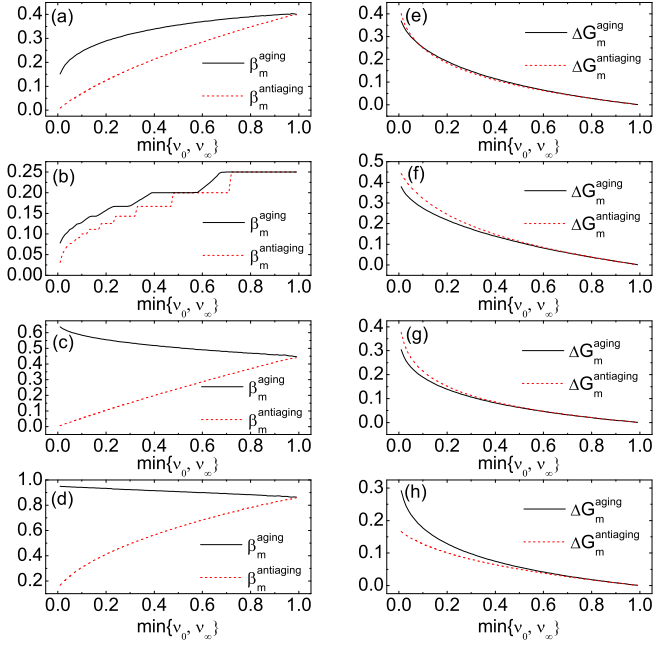 (a)
0.4
0.3
0.2
0.1
0.0
β_m^aging
β_m^antiaging
0.0 0.2 0.4 0.6 0.8 1.0
min{ν_0, ν_∞}
(b)
0.25
0.20
0.15
0.10
0.05
0.00
β_m^aging
β_m^antiaging
0.0 0.2 0.4 0.6 0.8 1.0
min{ν_0, ν_∞}
(c)
0.6
0.5
0.4
0.3
0.2
0.1
0.0
β_m^aging
β_m^antiaging
0.0 0.2 0.4 0.6 0.8 1.0
min{ν_0, ν_∞}
(d)
1.0
0.8
0.6
0.4
0.2
β_m^aging
β_m^antiaging
0.0 0.2 0.4 0.6 0.8 1.0
min{ν_0, ν_∞}
(e)
0.4
0.3
0.2
0.1
0.0
ΔG_m^aging
ΔG_m^antiaging
0.0 0.2 0.4 0.6 0.8 1.0
min{ν_0, ν_∞}
(f)
0.5
0.4
0.3
0.2
0.1
0.0
ΔG_m^aging
ΔG_m^antiaging
0.0 0.2 0.4 0.6 0.8 1.0
min{ν_0, ν_∞}
(g)
0.4
0.3
0.2
0.1
0.0
ΔG_m^aging
ΔG_m^antiaging
0.0 0.2 0.4 0.6 0.8 1.0
min{ν_0, ν_∞}
(h)
0.3
0.2
0.1
0.0
ΔG_m^aging
ΔG_m^antiaging
0.0 0.2 0.4 0.6 0.8 1.0
min{ν_0, ν_∞}